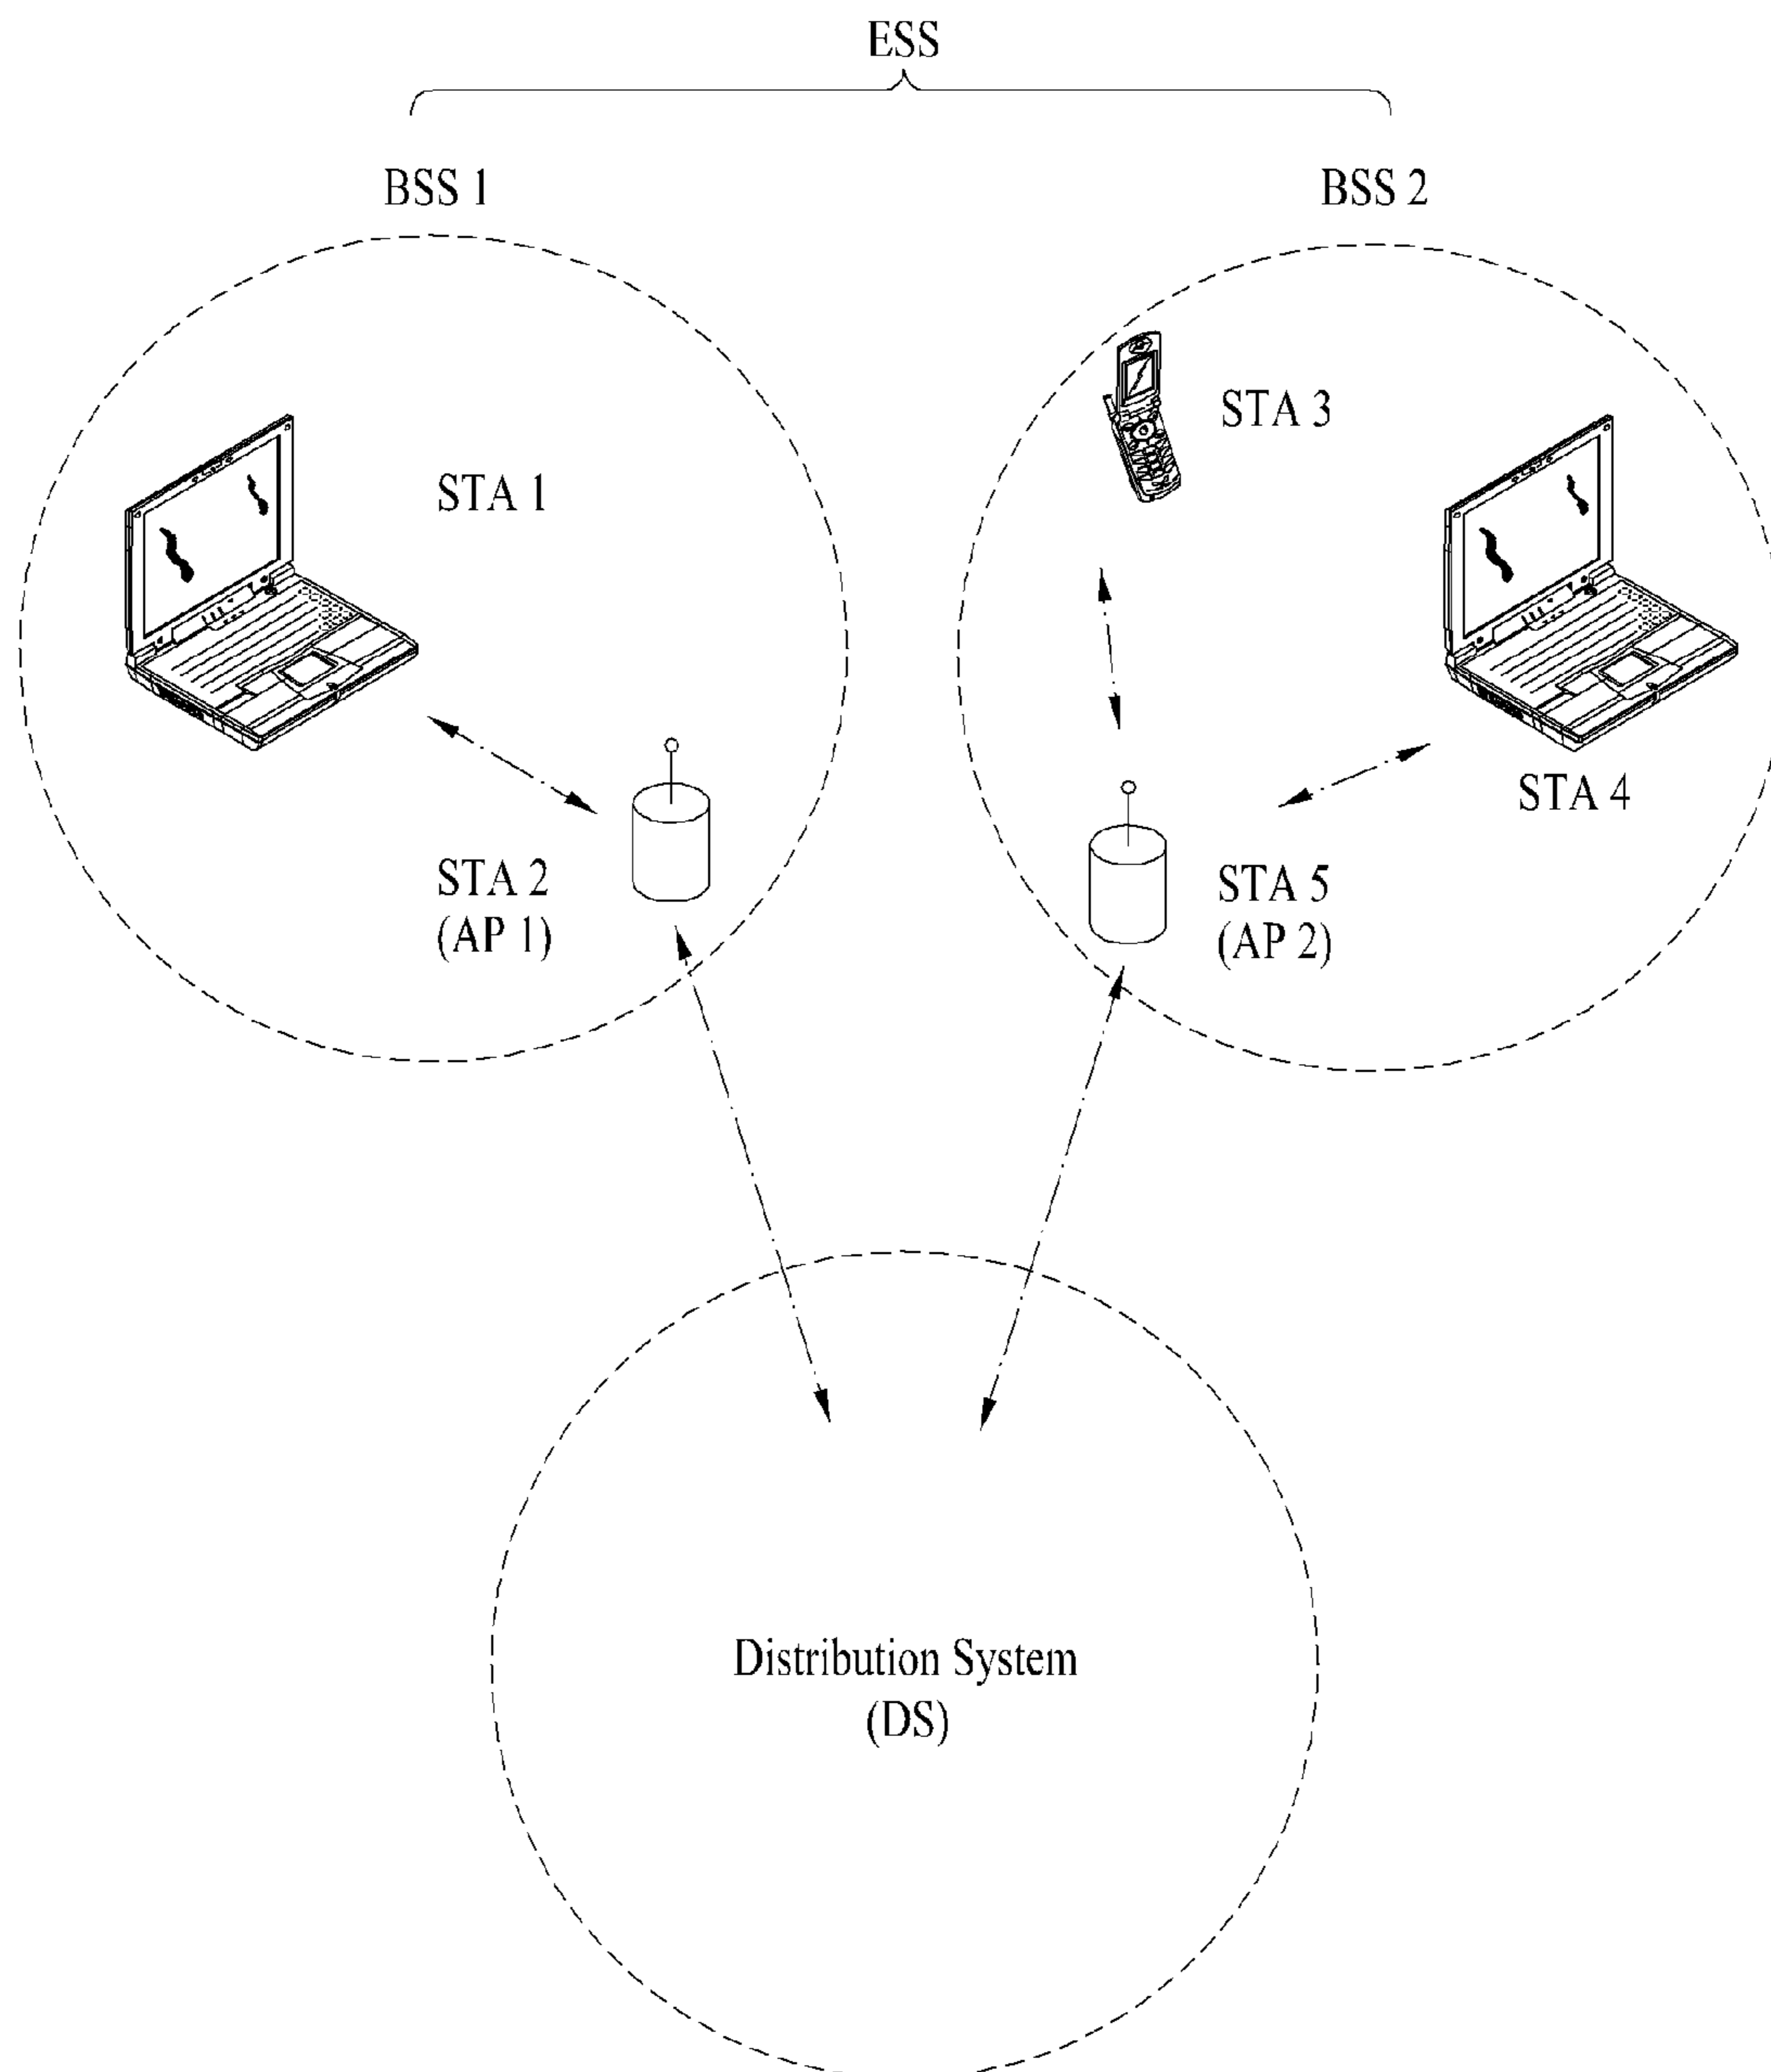 ESS
BSS 1
BSS 2
STA 3
STA 1
STA 4
STA 2
(AP 1)
STA 5
(AP 2)
Distribution System
(DS)